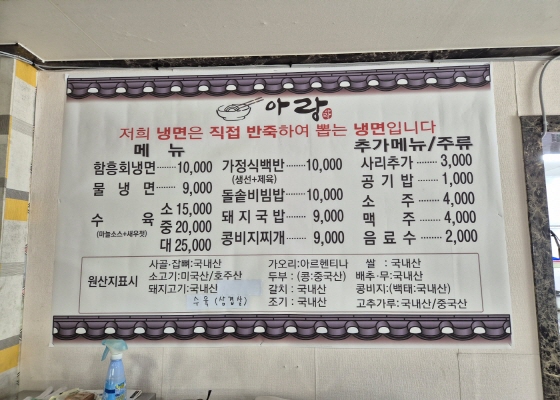 아랑
저희 냉면은 직접 반죽하여 뽑는 냉면입니다
메 뉴
함흥회냉면 ······ 10,000
물 냉 면 ······ 9,000
수 육
(마늘소스+새우젓)
소 15,000
중 20,000
대 25,000
가정식백반 ······· 10,000
(생선+제육)
돌솥비빔밥 ······· 10,000
돼 지 국 밥 ······· 9,000
콩비지찌개 ······· 9,000
추가메뉴/주류
사리추가 ······· 3,000
공 기 밥 ······· 1,000
소 주 ······· 4,000
맥 주 ······· 4,000
음 료 수 ······· 2,000
원산지표시
사골·잡뼈:국내산
소고기:미국산/호주산
돼지고기:국내산
수육 (삼겹살)
가오리:아르헨티나
두부 : (콩:중국산)
갈치 : 국내산
조기 : 국내산
쌀 : 국내산
배추·무:국내산
콩비지:(백태:국내산)
고추가루:국내산/중국산